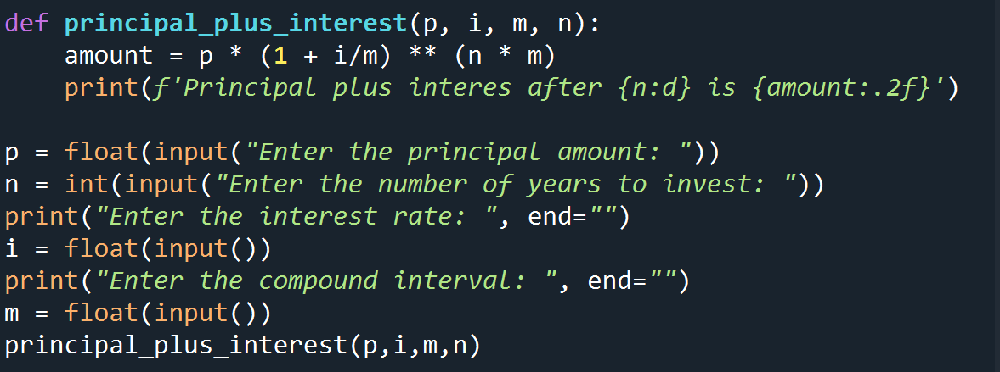 def principal_plus_interest(p, i, m, n):
    amount = p * (1 + i/m) ** (n * m)
    print(f'Principal plus interes after {n:d} is {amount:.2f}')

p = float(input("Enter the principal amount: "))
n = int(input("Enter the number of years to invest: "))
print("Enter the interest rate: ", end="")
i = float(input())
print("Enter the compound interval: ", end="")
m = float(input())
principal_plus_interest(p,i,m,n)